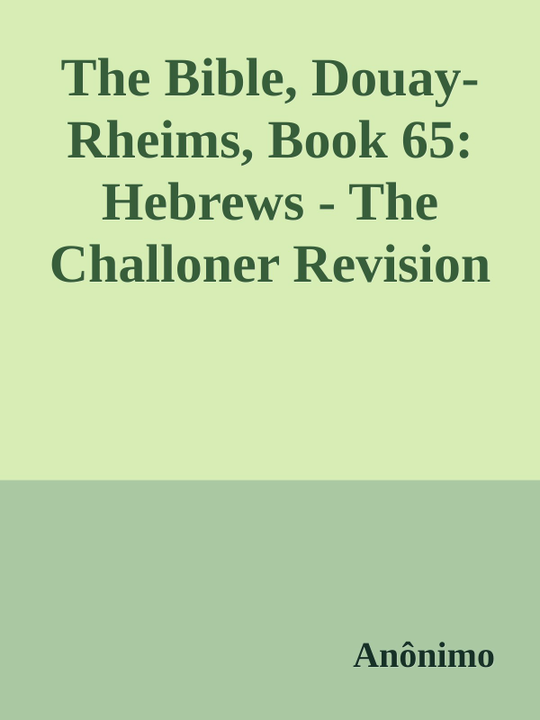 The Bible, Douay-
Rheims, Book 65:
Hebrews - The
Challoner Revision
Anônimo